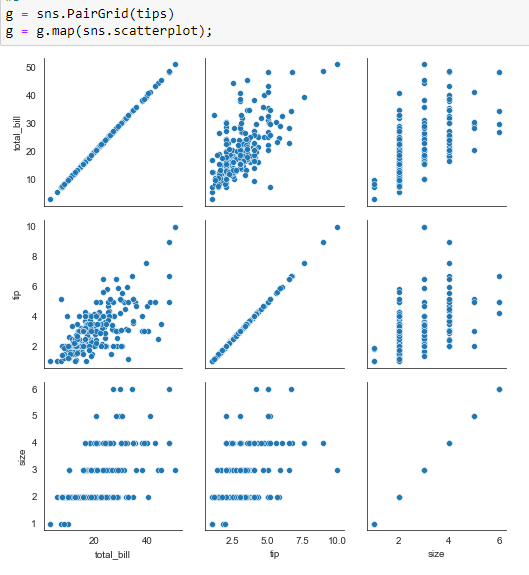 g = sns.PairGrid(tips)
g = g.map(sns.scatterplot);
50
40
30
20
10
total_bill
10
8
6
4
2
tip
6
5
4
3
2
1
size
20 40
total_bill
2.5 5.0 7.5 10.0
tip
2 4 6
size